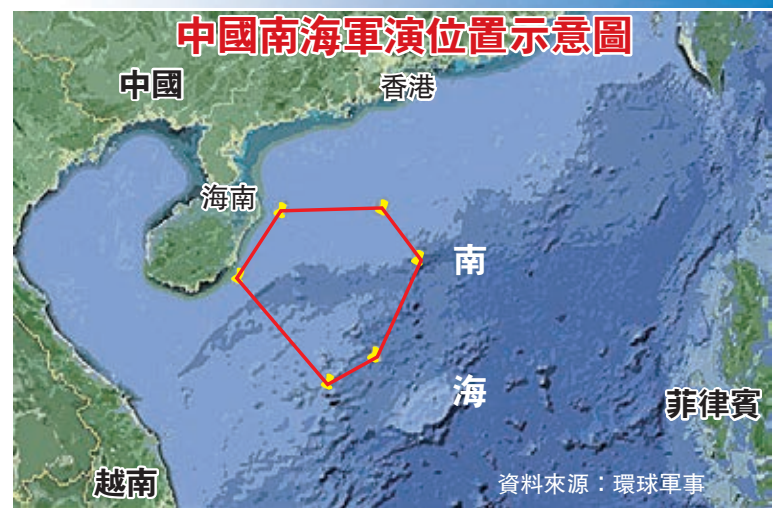 中國南海軍演位置示意圖
中國
香港
海南
南
海
菲律賓
越南
資料來源：環球軍事